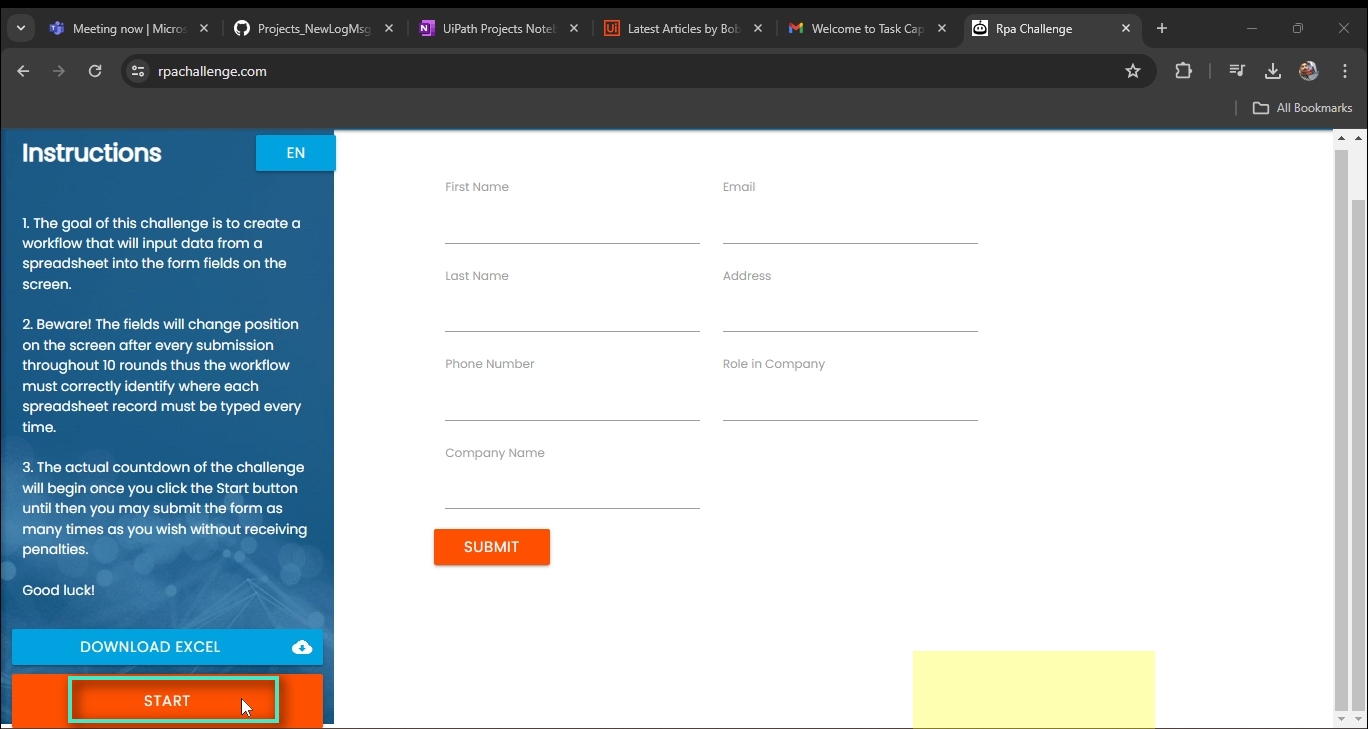 Meeting now | Micros
Projects_NewLogMsg
UiPath Projects Noteb
Latest Articles by Bob
Welcome to Task Cap
Rpa Challenge
rpachallenge.com
All Bookmarks
Instructions
EN
1. The goal of this challenge is to create a
workflow that will input data from a
spreadsheet into the form fields on the
screen.
2. Beware! The fields will change position
on the screen after every submission
throughout 10 rounds thus the workflow
must correctly identify where each
spreadsheet record must be typed every
time.
3. The actual countdown of the challenge
will begin once you click the Start button
until then you may submit the form as
many times as you wish without receiving
penalties.
Good luck!
DOWNLOAD EXCEL
START
First Name
Email
Last Name
Address
Phone Number
Role in Company
Company Name
SUBMIT